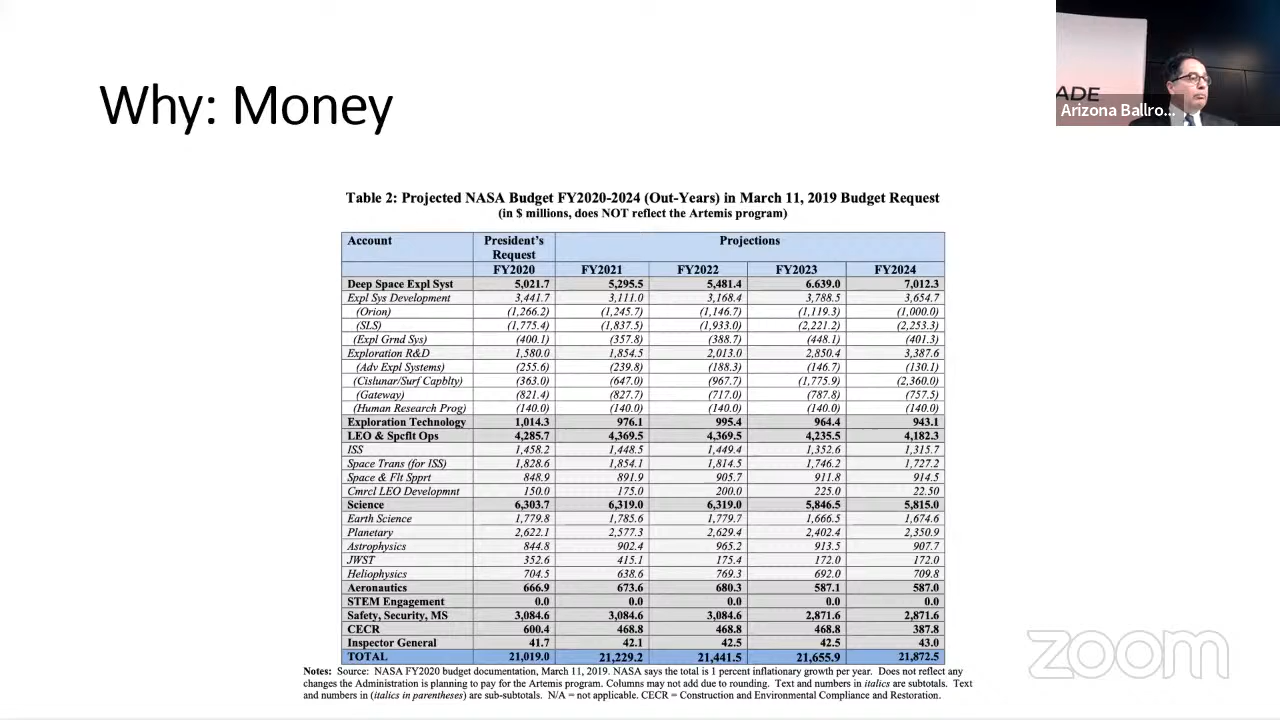 Why: Money
ADE
Arizona Ballro...
Table 2: Projected NASA Budget FY2020-2024 (Out-Years) in March 11, 2019 Budget Request
(in $ millions, does NOT reflect the Artemis program)
Account President's Request Projections
FY2020 FY2021 FY2022 FY2023 FY2024
Deep Space Expl Syst 5,021.7 5,295.5 5,481.4 6.639.0 7,012.3
Expl Sys Development 3,441.7 3,111.0 3,168.4 3,788.5 3,654.7
(Orion) (1,266.2) (1,245.7) (1,146.7) (1,119.3) (1,000.0)
(SLS) (1,775.4) (1,837.5) (1,933.0) (2,221.2) (2,253.3)
(Expl Grnd Sys) (400.1) (357.8) (388.7) (448.1) (401.3)
Exploration R&D 1,580.0 1,854.5 2,013.0 2,850.4 3,387.6
(Adv Expl Systems) (255.6) (239.8) (188.3) (146.7) (130.1)
(Cislunar/Surf Capblty) (363.0) (647.0) (967.7) (1,775.9) (2,360.0)
(Gateway) (821.4) (827.7) (717.0) (787.8) (757.5)
(Human Research Prog) (140.0) (140.0) (140.0) (140.0) (140.0)
Exploration Technology 1,014.3 976.1 995.4 964.4 943.1
LEO & Spcflt Ops 4,285.7 4,369.5 4,369.5 4,235.5 4,182.3
ISS 1,458.2 1,448.5 1,449.4 1,352.6 1,315.7
Space Trans (for ISS) 1,828.6 1,854.1 1,814.5 1,746.2 1,727.2
Space & Flt Spprt 848.9 891.9 905.7 911.8 914.5
Cmrcl LEO Developmnt 150.0 175.0 200.0 225.0 22.50
Science 6,303.7 6,319.0 6,319.0 5,846.5 5,815.0
Earth Science 1,779.8 1,785.6 1,779.7 1,666.5 1,674.6
Planetary 2,622.1 2,577.3 2,629.4 2,402.4 2,350.9
Astrophysics 844.8 902.4 965.2 913.5 907.7
JWST 352.6 415.1 175.4 172.0 172.0
Heliophysics 704.5 638.6 769.3 692.0 709.8
Aeronautics 666.9 673.6 680.3 587.1 587.0
STEM Engagement 0.0 0.0 0.0 0.0 0.0
Safety, Security, MS 3,084.6 3,084.6 3,084.6 2,871.6 2,871.6
CECR 600.4 468.8 468.8 468.8 387.8
Inspector General 41.7 42.1 42.5 42.5 43.0
TOTAL 21,019.0 21,229.2 21,441.5 21,655.9 21,872.5
Notes: Source: NASA FY2020 budget documentation, March 11, 2019. NASA says the total is 1 percent inflationary growth per year. Does not reflect any
changes the Administration is planning to pay for the Artemis program. Columns may not add due to rounding. Text and numbers in italics are subtotals. Text
and numbers in (italics in parentheses) are sub-subtotals. N/A = not applicable. CECR = Construction and Environmental Compliance and Restoration.
zoom